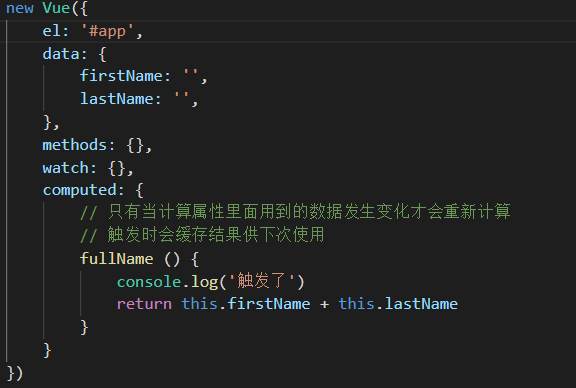 new Vue({
    el: '#app',
    data: {
        firstName: '',
        lastName: '',
    },
    methods: {},
    watch: {},
    computed: {
        // 只有当计算属性里面用到的数据发生变化才会重新计算
        // 触发时会缓存结果供下次使用
        fullName () {
            console.log('触发了')
            return this.firstName + this.lastName
        }
    }
})